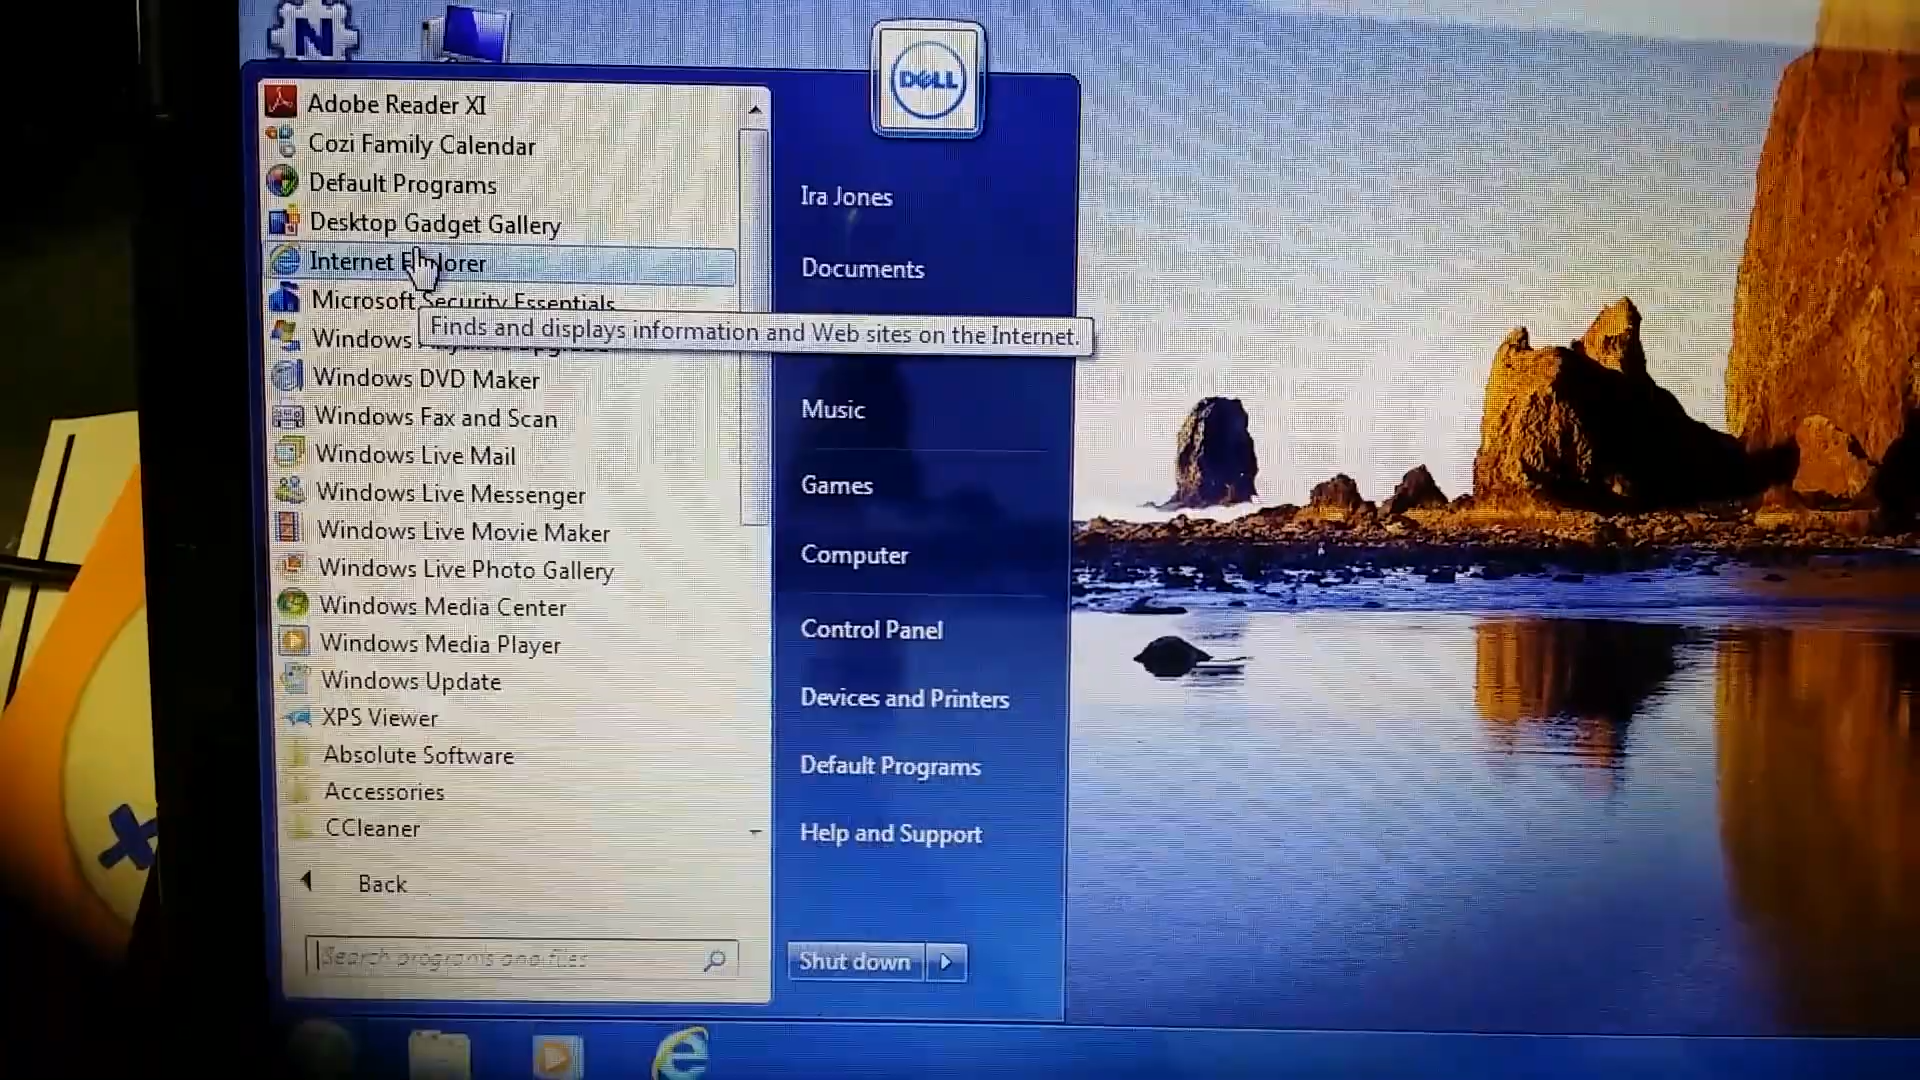 N
DELL
Adobe Reader XI
Cozi Family Calendar
Default Programs
Desktop Gadget Gallery
Internet Explorer
Microsoft Security Essentials
Windows
Finds and displays information and Web sites on the Internet.
Windows DVD Maker
Windows Fax and Scan
Windows Live Mail
Windows Live Messenger
Windows Live Movie Maker
Windows Live Photo Gallery
Windows Media Center
Windows Media Player
Windows Update
XPS Viewer
Absolute Software
Accessories
CCleaner
Back
Search programs and files
Ira Jones
Documents
Music
Games
Computer
Control Panel
Devices and Printers
Default Programs
Help and Support
Shut down